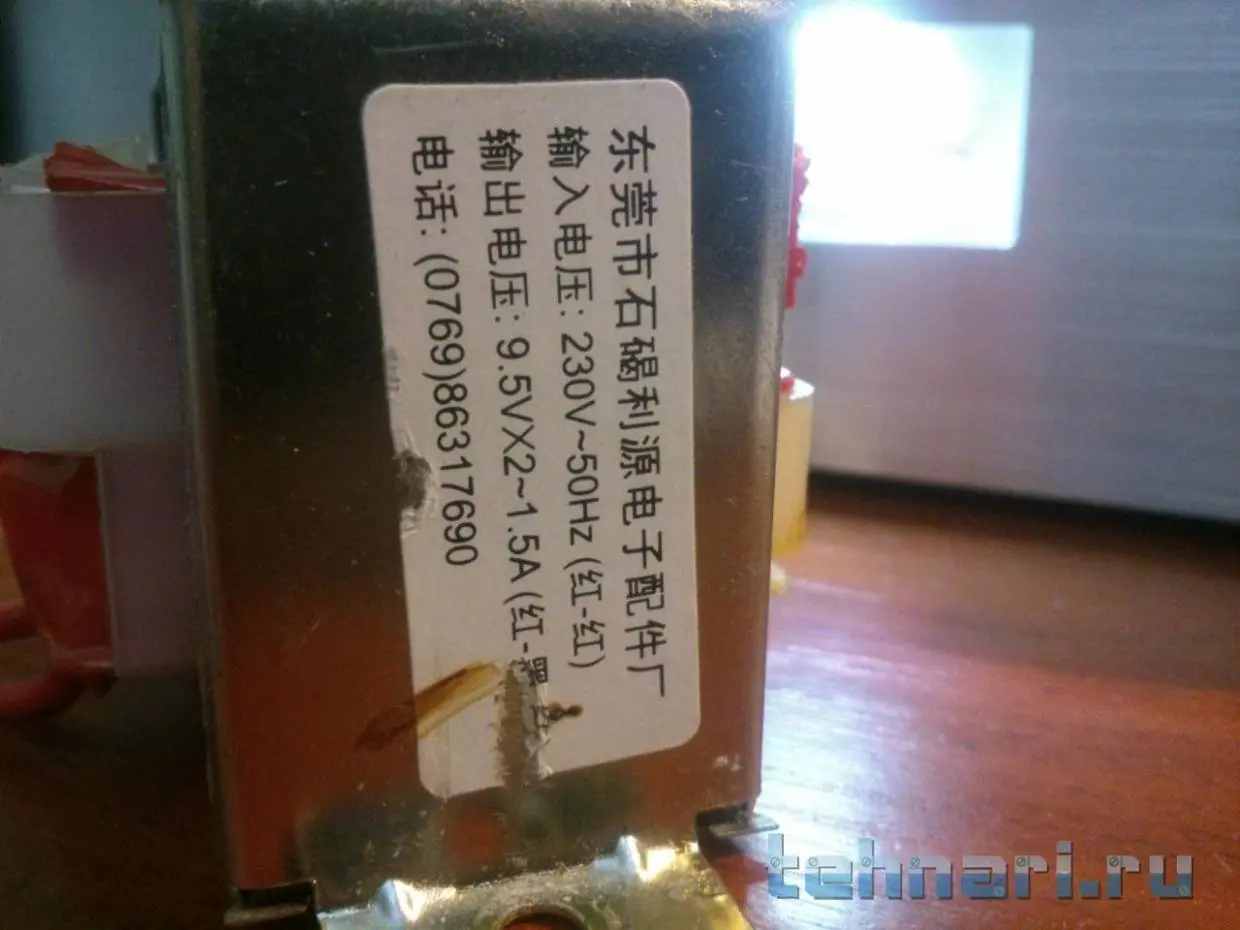 东莞市石碣利源电子配件厂
输入电压: 230V~50Hz (红-红)
输出电压: 9.5VX2~1.5A (红-黑
电话: (0769)86317690
tehnari.ru